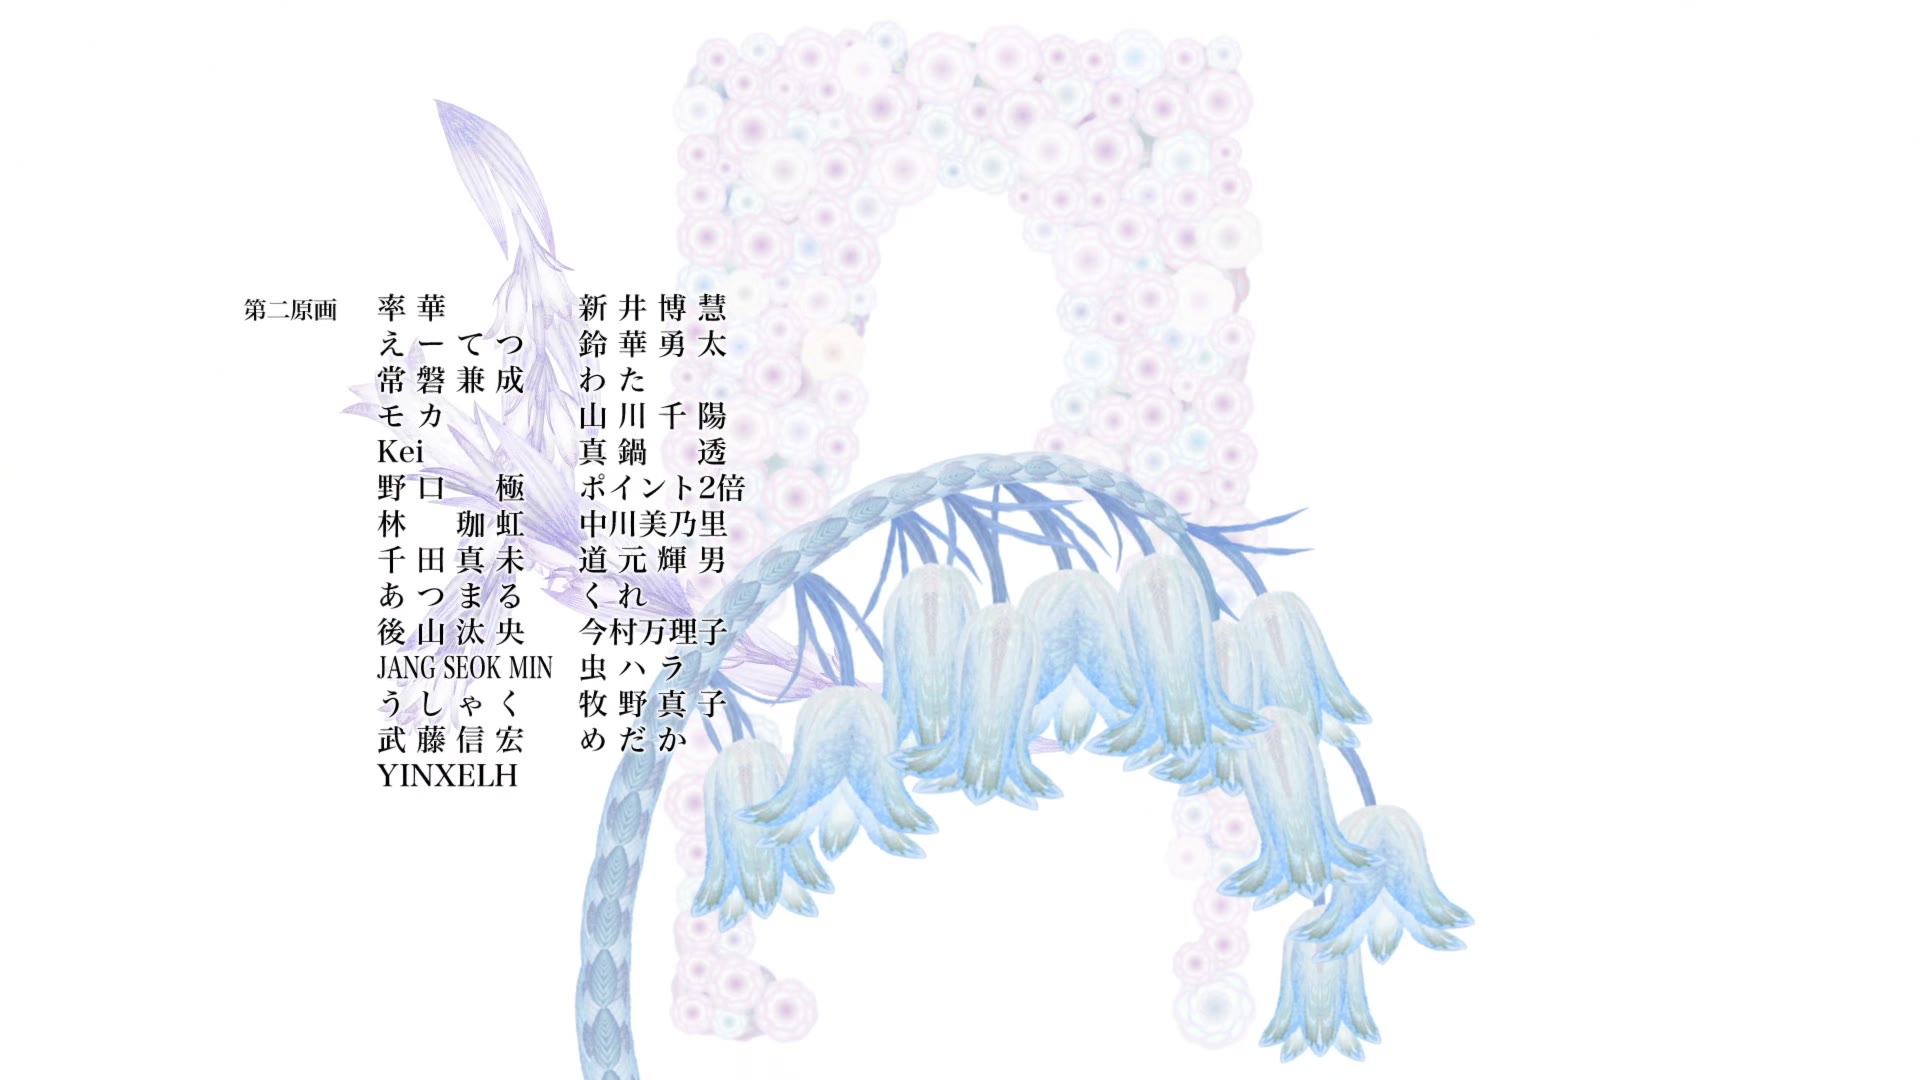 第二原画 率華 新井博慧
えーてつ 鈴華勇太
常磐兼成 わた
モカ 山川千陽
Kei 真鍋 透
野口 極 ポイント2倍
林 珈虹 中川美乃里
千田真未 道元輝男
あつまる くれ
後山汰央 今村万理子
JANG SEOK MIN 虫ハラ
うしゃく 牧野真子
武藤信宏 めだか
YINXELH